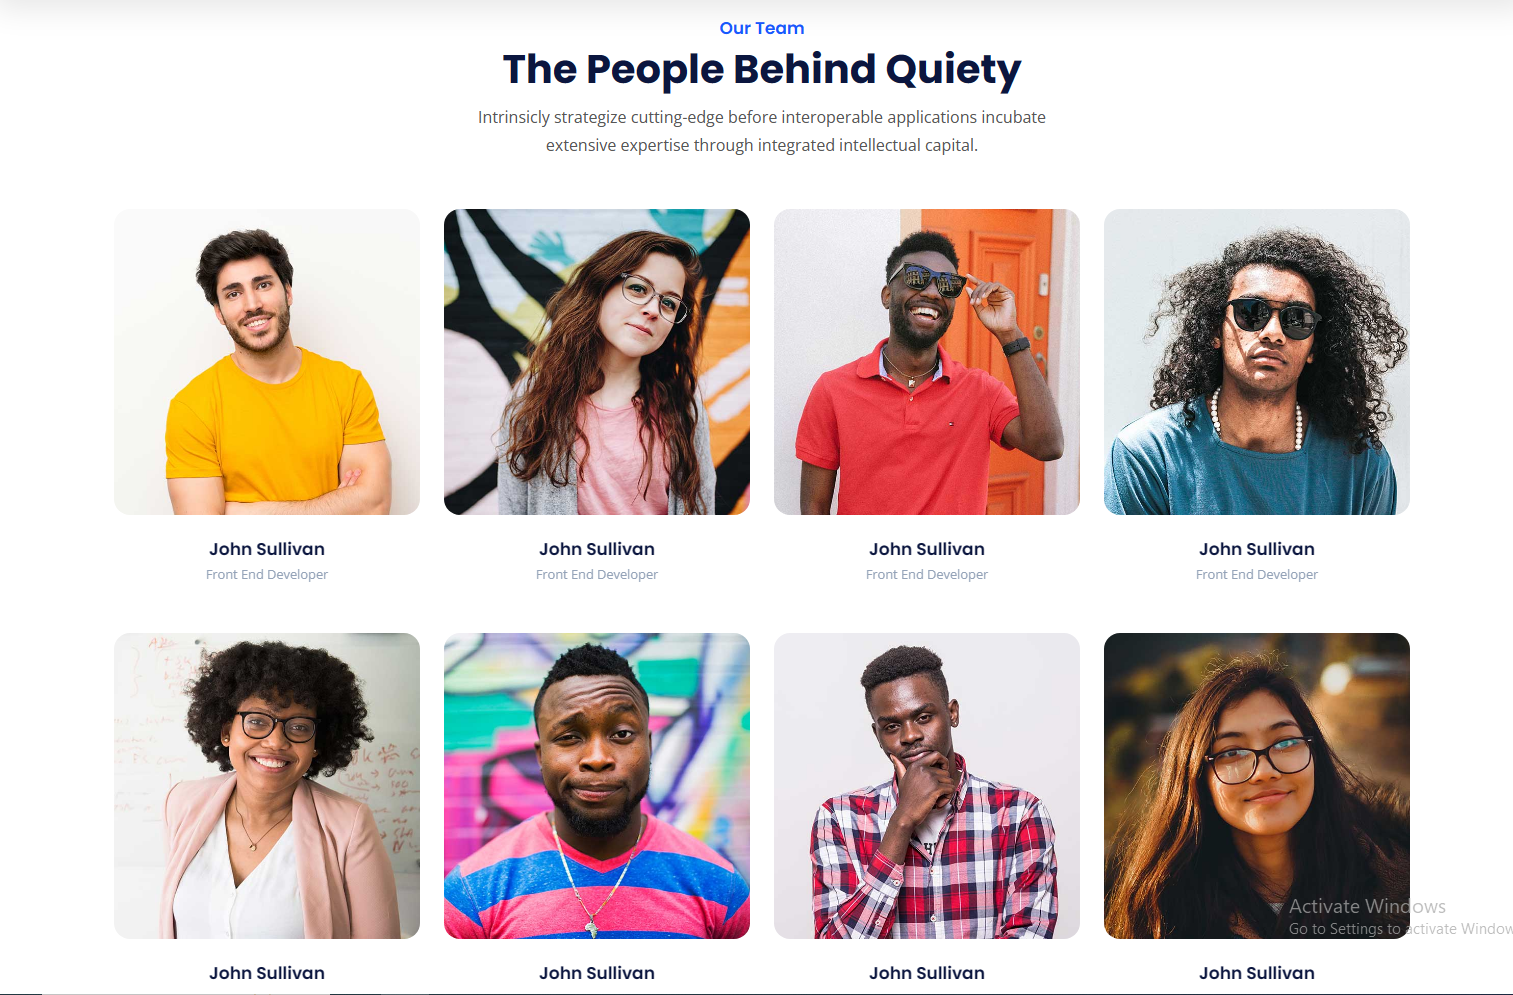 Our Team
The People Behind Quiety
Intrinsicly strategize cutting-edge before interoperable applications incubate
extensive expertise through integrated intellectual capital.
John Sullivan
Front End Developer
John Sullivan
Front End Developer
John Sullivan
Front End Developer
John Sullivan
Front End Developer
John Sullivan
John Sullivan
John Sullivan
John Sullivan
Activate Windows
Go to Settings to activate Window